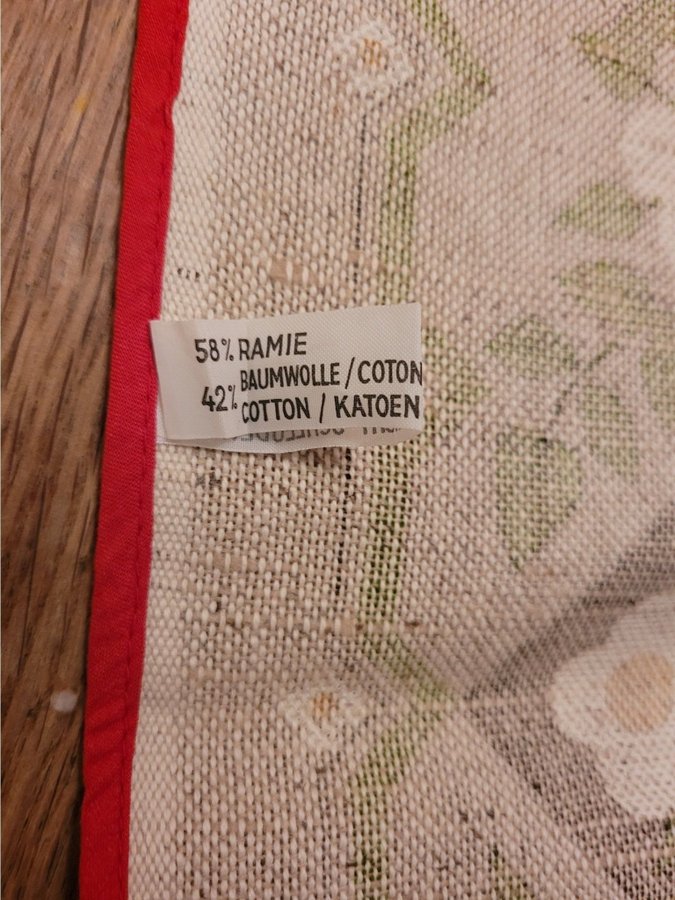 58% RAMIE
42% BAUMWOLLE / COTON
COTTON / KATOEN